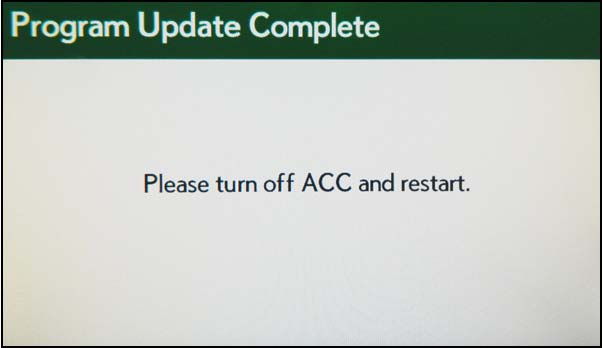 Program Update Complete
Please turn off ACC and restart.